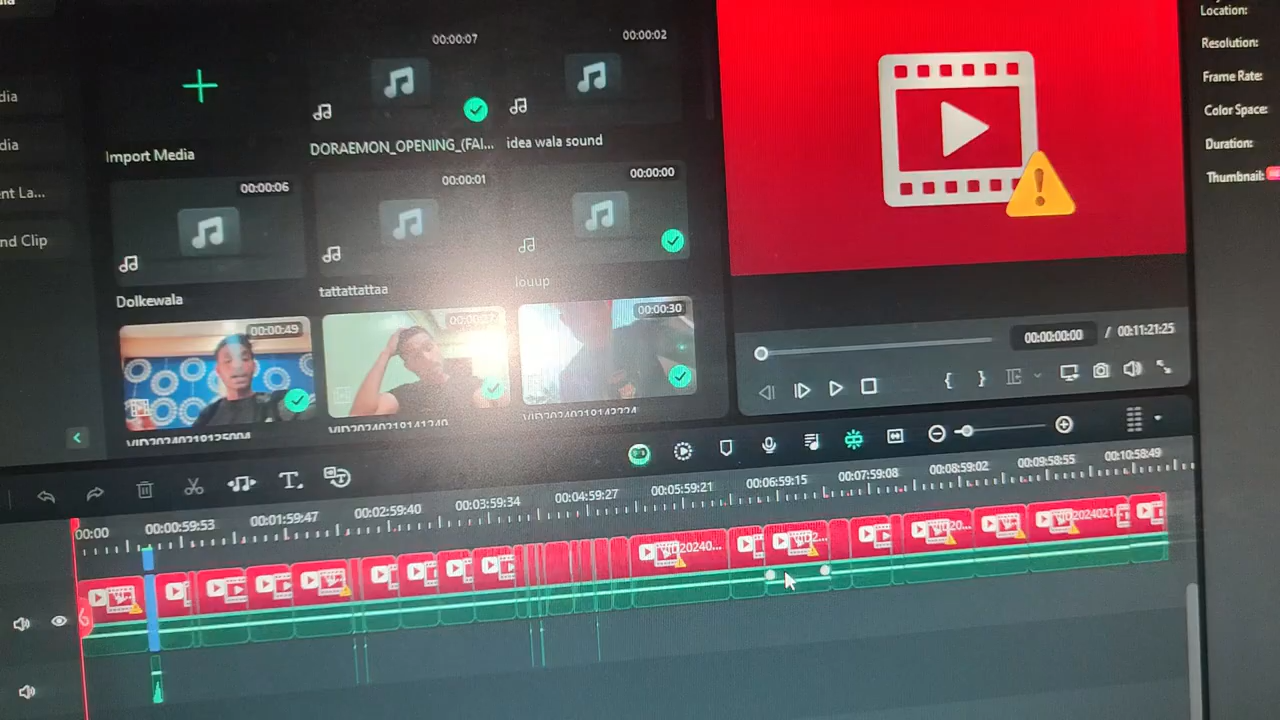 Location:
00:00:07
00:00:02
Resolution:
dia
Frame Rate:
Import Media
DORAEMON_OPENING_(FAI...
idea wala sound
Color Space:
dia
00:00:06
00:00:01
00:00:00
Duration:
nt La...
Thumbnail:
nd Clip
Dolkewala
tattattattaa
louup
00:00:49
00:00:30
00:00:00:00
/
00:11:21:25
VID20240218135004
VID20240218141240
{
}
T
00:00
00:00:59:53
00:01:59:47
00:02:59:40
00:03:59:34
00:04:59:27
00:05:59:21
00:06:59:15
00:07:59:08
00:08:59:02
00:09:58:55
00:10:58:49